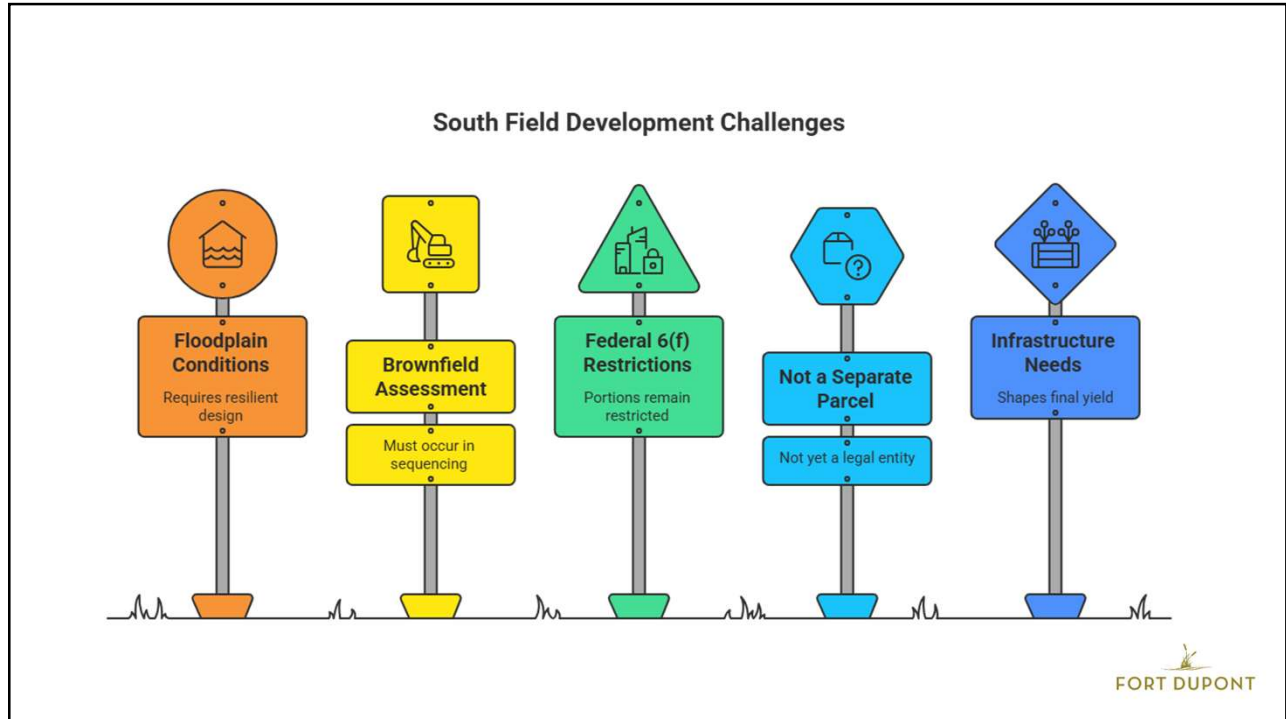 South Field Development Challenges
Floodplain
Conditions
Requires resilient
design
Brownfield
Assessment
Must occur in
sequencing
Federal 6(f)
Restrictions
Portions remain
restricted
?
Not a Separate
Parcel
Not yet a legal entity
Infrastructure
Needs
Shapes final yield
FORT DUPONT